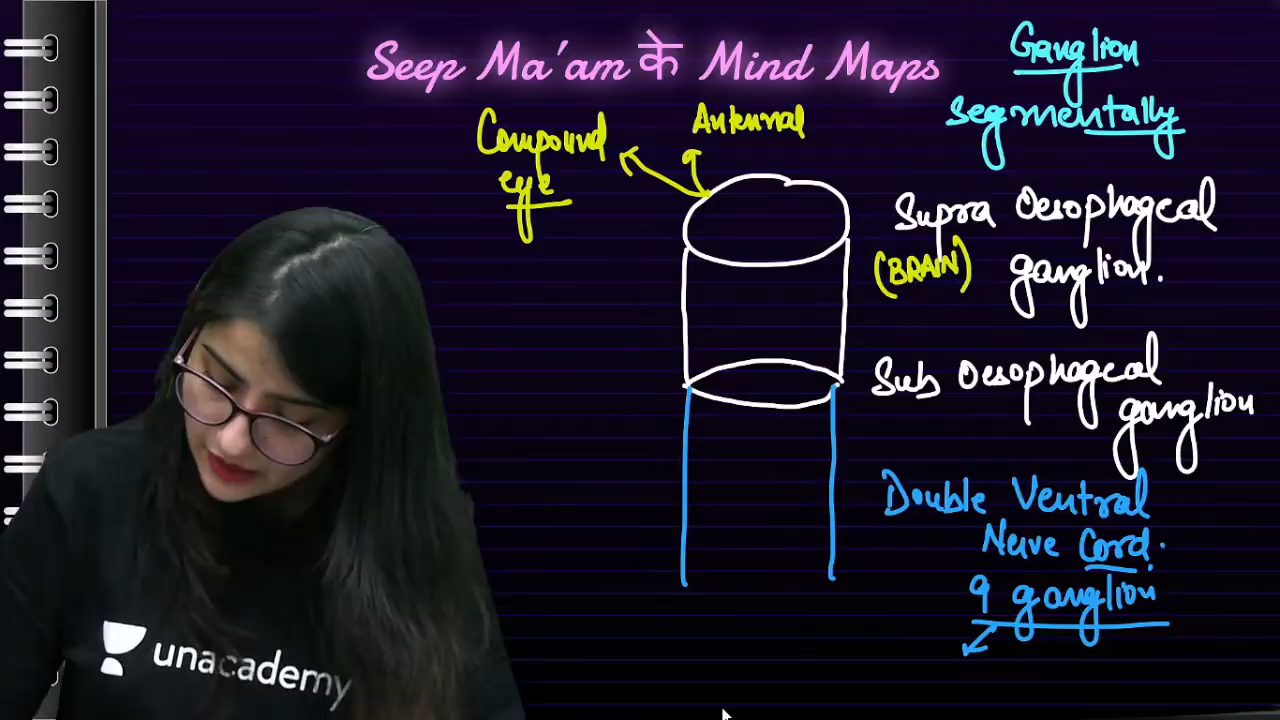 Seep Ma'am के Mind Maps
Ganglion
Segmentally
Compound
eye
Antennal
Supra Oesophageal
(BRAIN) ganglion.
Sub Oesophageal
ganglion
Double Ventral
Nerve Cord.
9 ganglion
unacademy